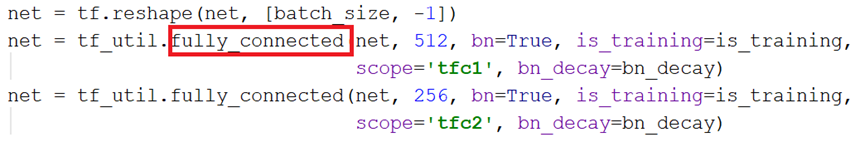 net = tf.reshape(net, [batch_size, -1])
net = tf_util.fully_connected(net, 512, bn=True, is_training=is_training,
scope='tfc1', bn_decay=bn_decay)
net = tf_util.fully_connected(net, 256, bn=True, is_training=is_training,
scope='tfc2', bn_decay=bn_decay)